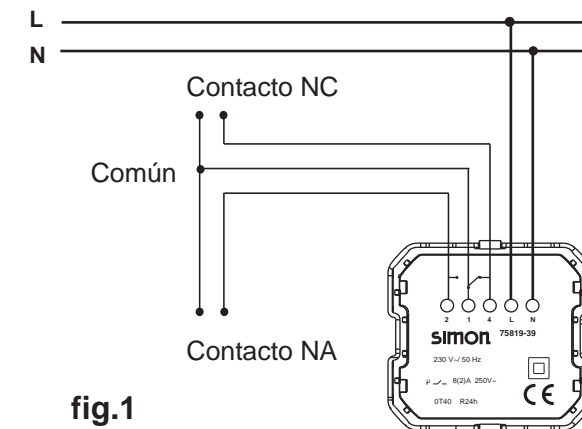 L
N
Contacto NC
Común
2 1 4 L N
simon 75819-39
230 V~/ 50 Hz
µ 8(2)A 250V~
0T40 R24h
CE
Contacto NA
fig.1